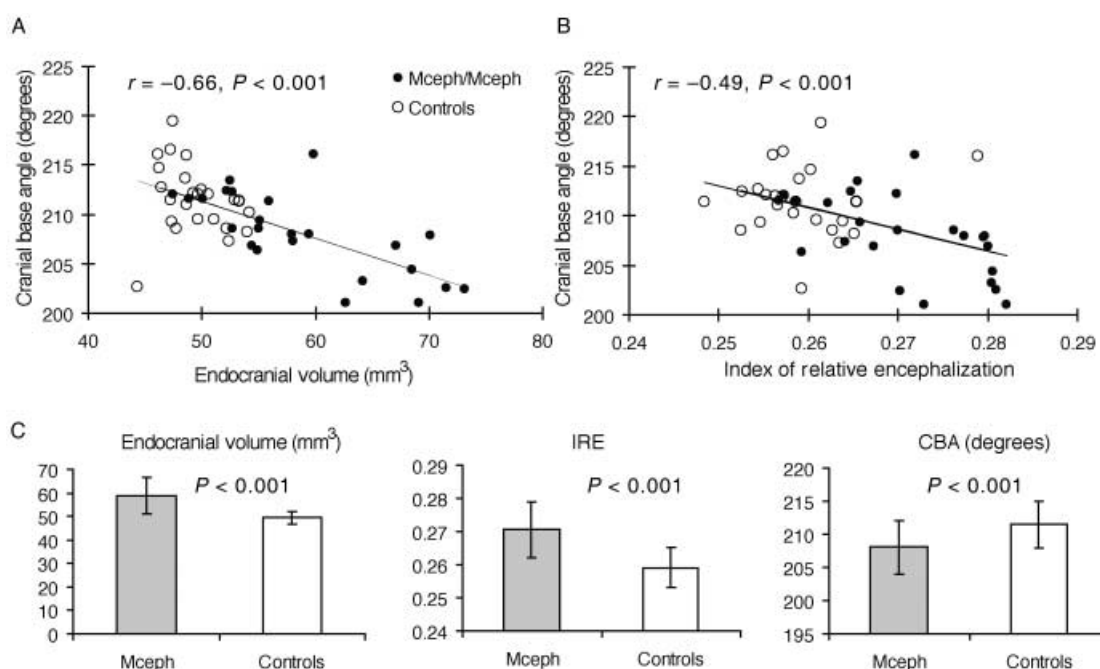 A
225
220
215
210
205
200
Cranial base angle (degrees)
r = −0.66, P < 0.001
Mceph/Mceph
Controls
40
50
60
70
80
Endocranial volume (mm³)
B
225
220
215
210
205
200
Cranial base angle (degrees)
r = −0.49, P < 0.001
0.24
0.25
0.26
0.27
0.28
0.29
Index of relative encephalization
C
Endocranial volume (mm³)
70
60
50
40
30
20
10
0
P < 0.001
Mceph
Controls
IRE
0.29
0.28
0.27
0.26
0.25
0.24
P < 0.001
Mceph
Controls
CBA (degrees)
220
215
210
205
200
195
P < 0.001
Mceph
Controls